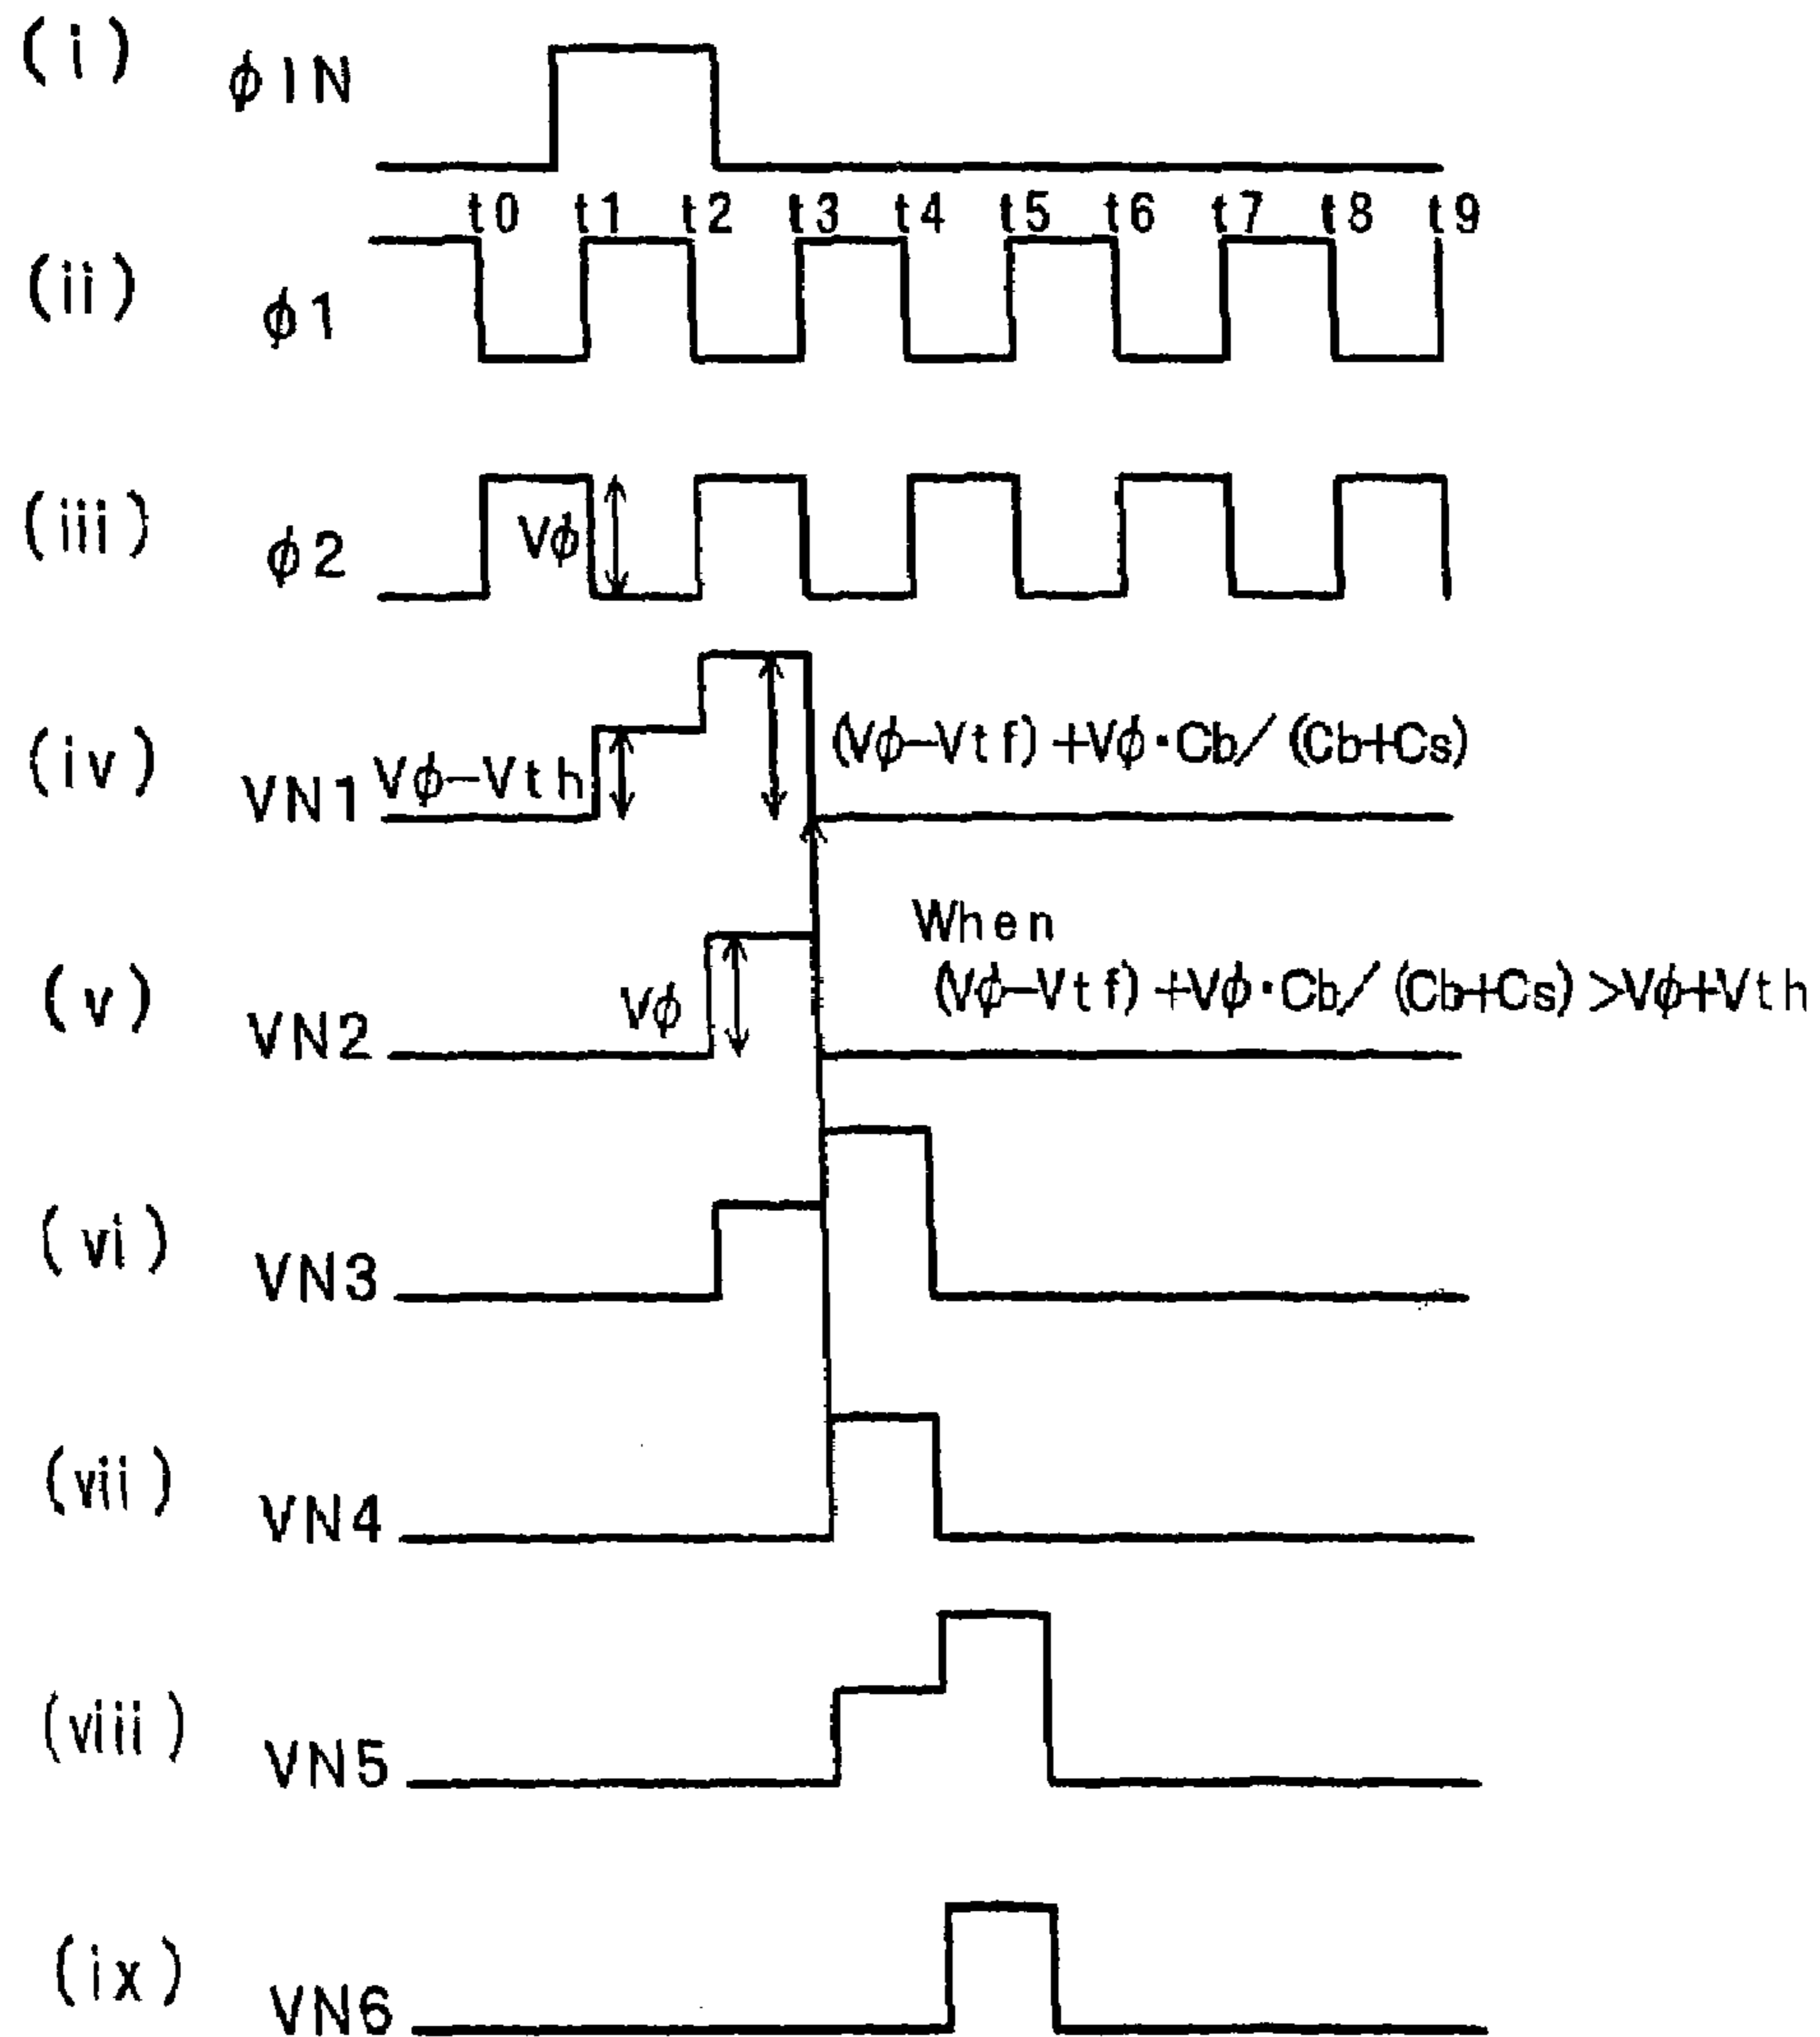 (i) φIN
t0 t1 t2 t3 t4 t5 t6 t7 t8 t9
(ii) φ1
(iii) φ2 Vφ
(iv) VN1 Vφ-Vth (Vφ-Vtf)+Vφ·Cb/(Cb+Cs)
When
(v) VN2 Vφ (Vφ-Vtf)+Vφ·Cb/(Cb+Cs)>Vφ+Vth
(vi) VN3
(vii) VN4
(viii) VN5
(ix) VN6